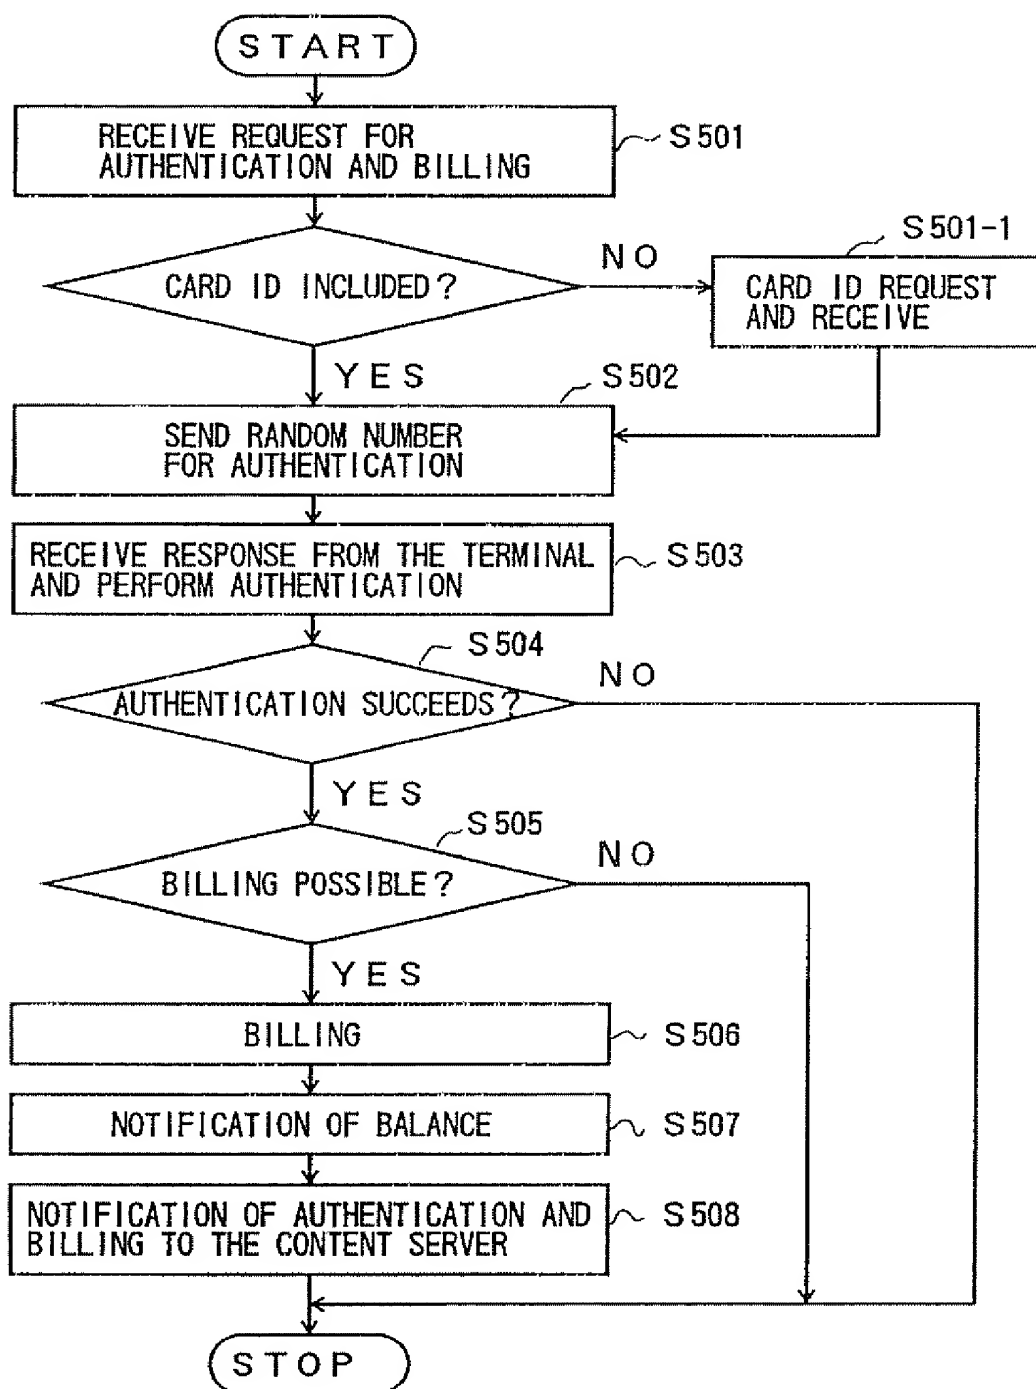 START
RECEIVE REQUEST FOR
AUTHENTICATION AND BILLING
S501
CARD ID INCLUDED?
NO
S501-1
CARD ID REQUEST
AND RECEIVE
YES
S502
SEND RANDOM NUMBER
FOR AUTHENTICATION
RECEIVE RESPONSE FROM THE TERMINAL
AND PERFORM AUTHENTICATION
S503
S504
AUTHENTICATION SUCCEEDS?
NO
YES
S505
BILLING POSSIBLE?
NO
YES
BILLING
S506
NOTIFICATION OF BALANCE
S507
NOTIFICATION OF AUTHENTICATION AND
BILLING TO THE CONTENT SERVER
S508
STOP